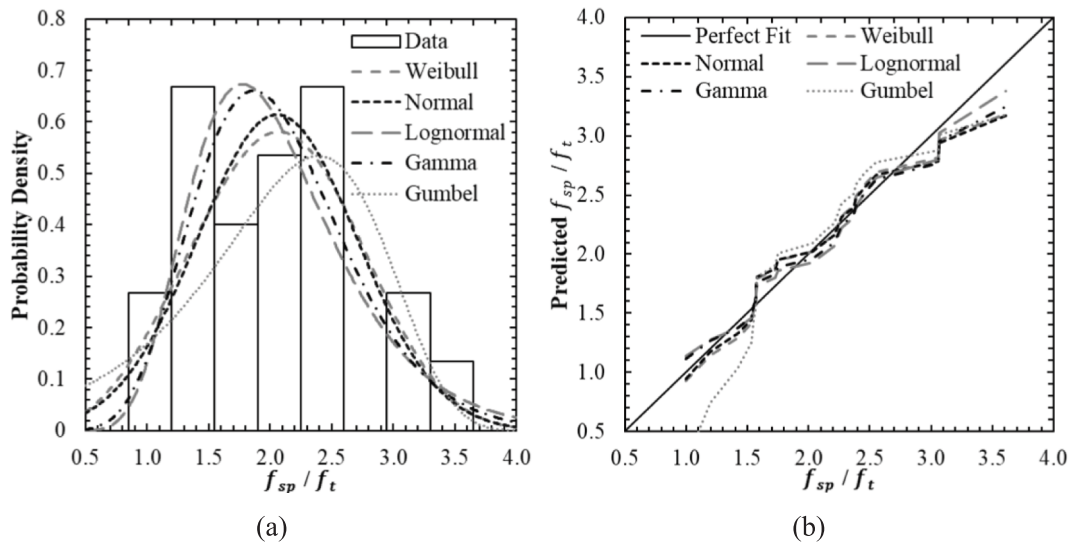 0.8
0.7
0.6
0.5
0.4
0.3
0.2
0.1
0
Probability Density
Data
Weibull
Normal
Lognormal
Gamma
Gumbel
0.5 1.0 1.5 2.0 2.5 3.0 3.5 4.0
f_sp / f_t
(a)
4.0
3.5
3.0
2.5
2.0
1.5
1.0
0.5
Predicted f_sp / f_t
Perfect Fit Weibull
Normal Lognormal
Gamma Gumbel
0.5 1.0 1.5 2.0 2.5 3.0 3.5 4.0
f_sp / f_t
(b)